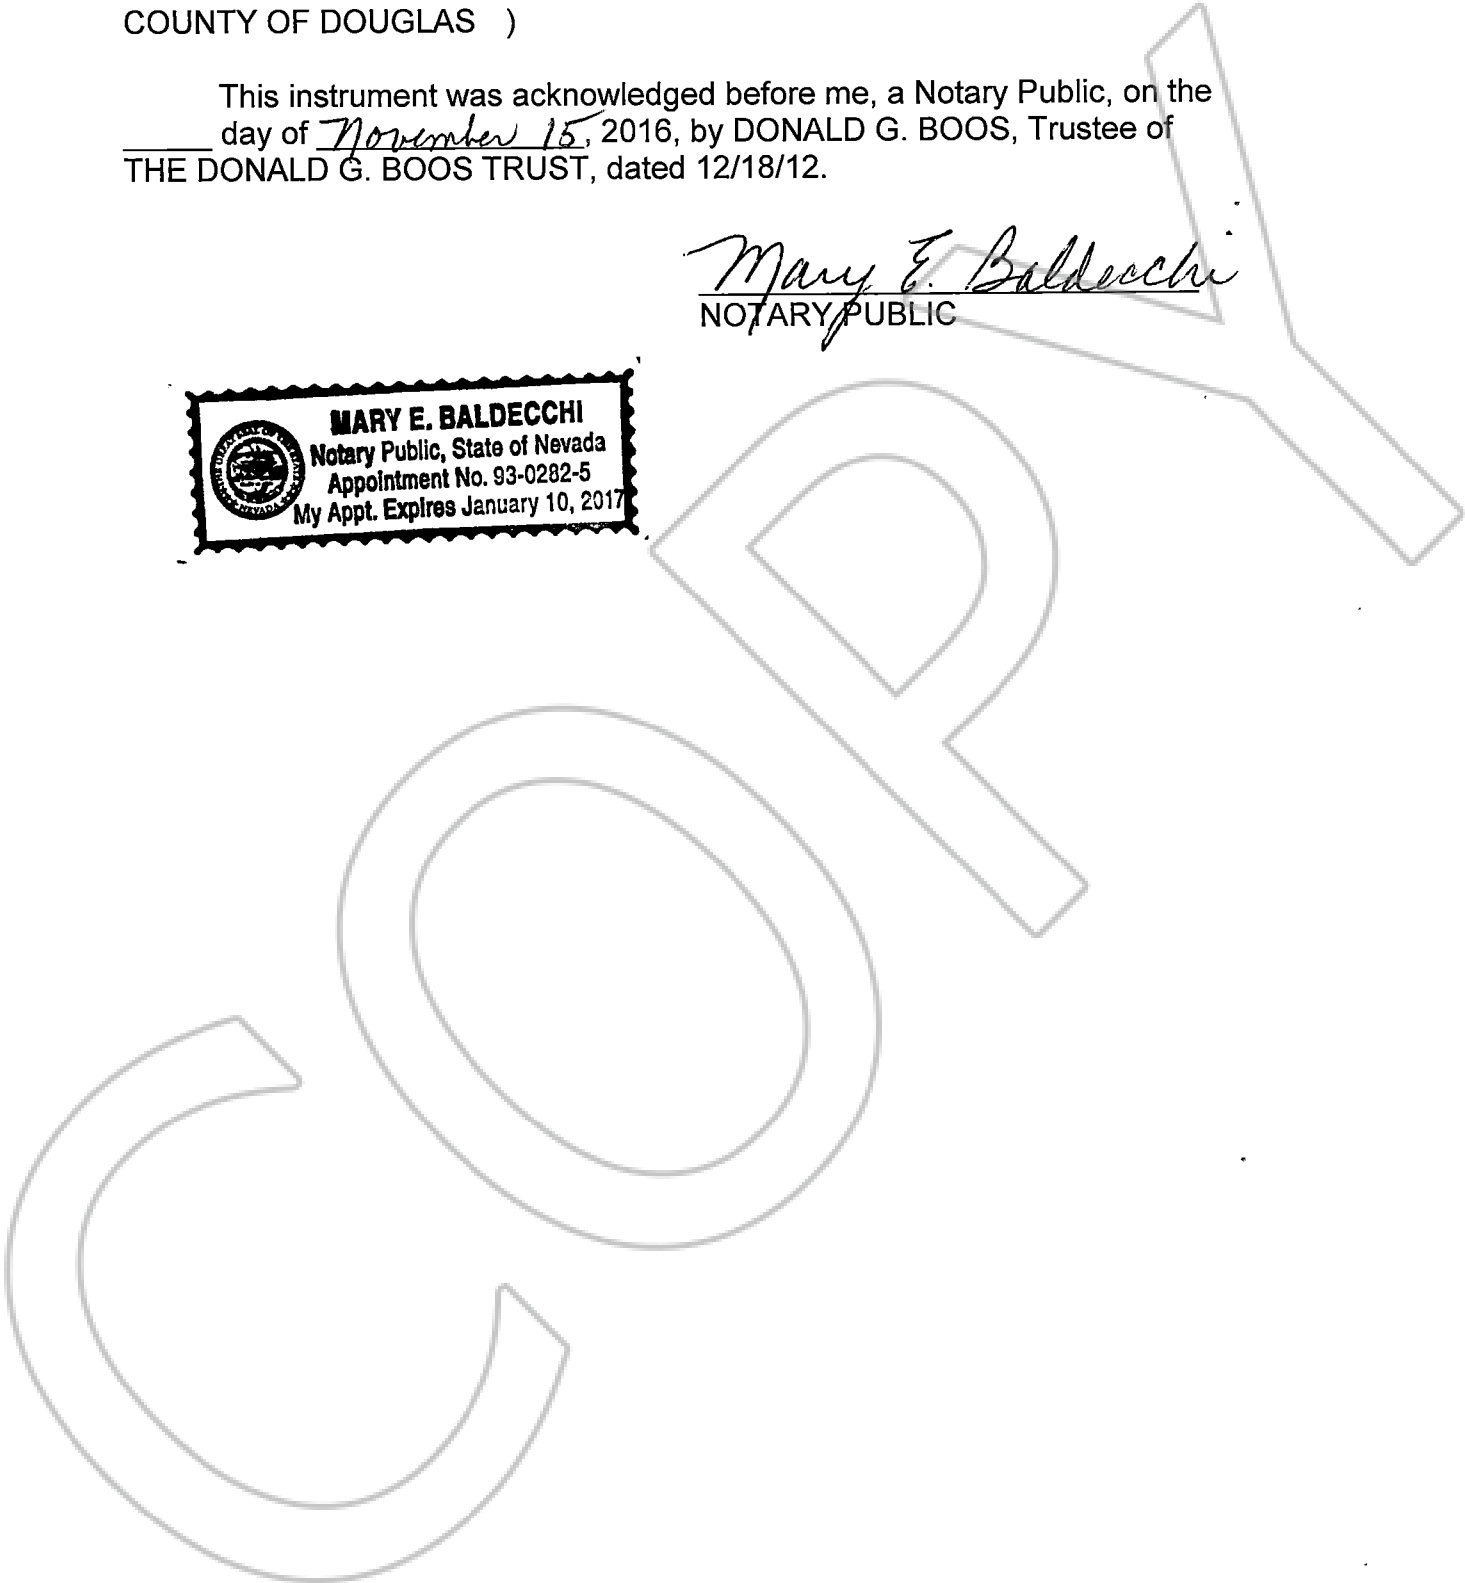 COUNTY OF DOUGLAS )
This instrument was acknowledged before me, a Notary Public, on the
_____ day of November 15, 2016, by DONALD G. BOOS, Trustee of
THE DONALD G. BOOS TRUST, dated 12/18/12.
Mary E. Baldecchi
NOTARY PUBLIC
MARY E. BALDECCHI
Notary Public, State of Nevada
Appointment No. 93-0282-5
My Appt. Expires January 10, 2017
COPY